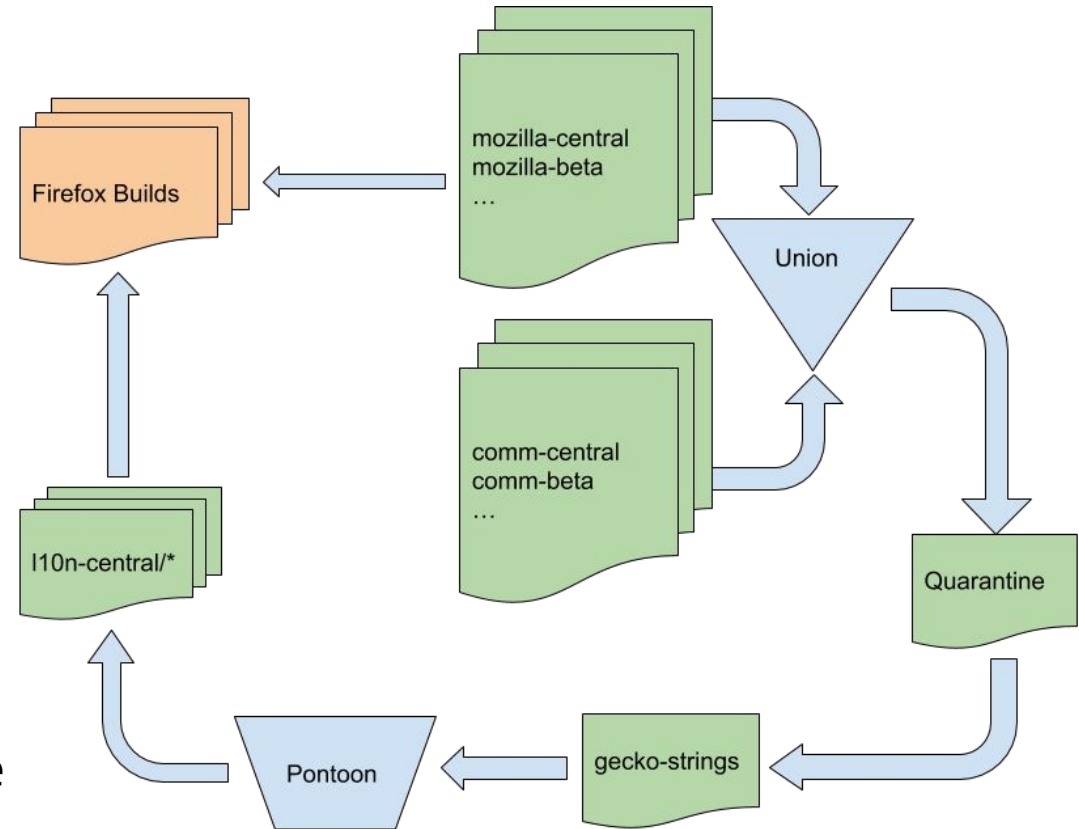 mozilla-central
mozilla-beta
…
Firefox Builds
Union
comm-central
comm-beta
…
l10n-central/*
Quarantine
gecko-strings
Pontoon
e